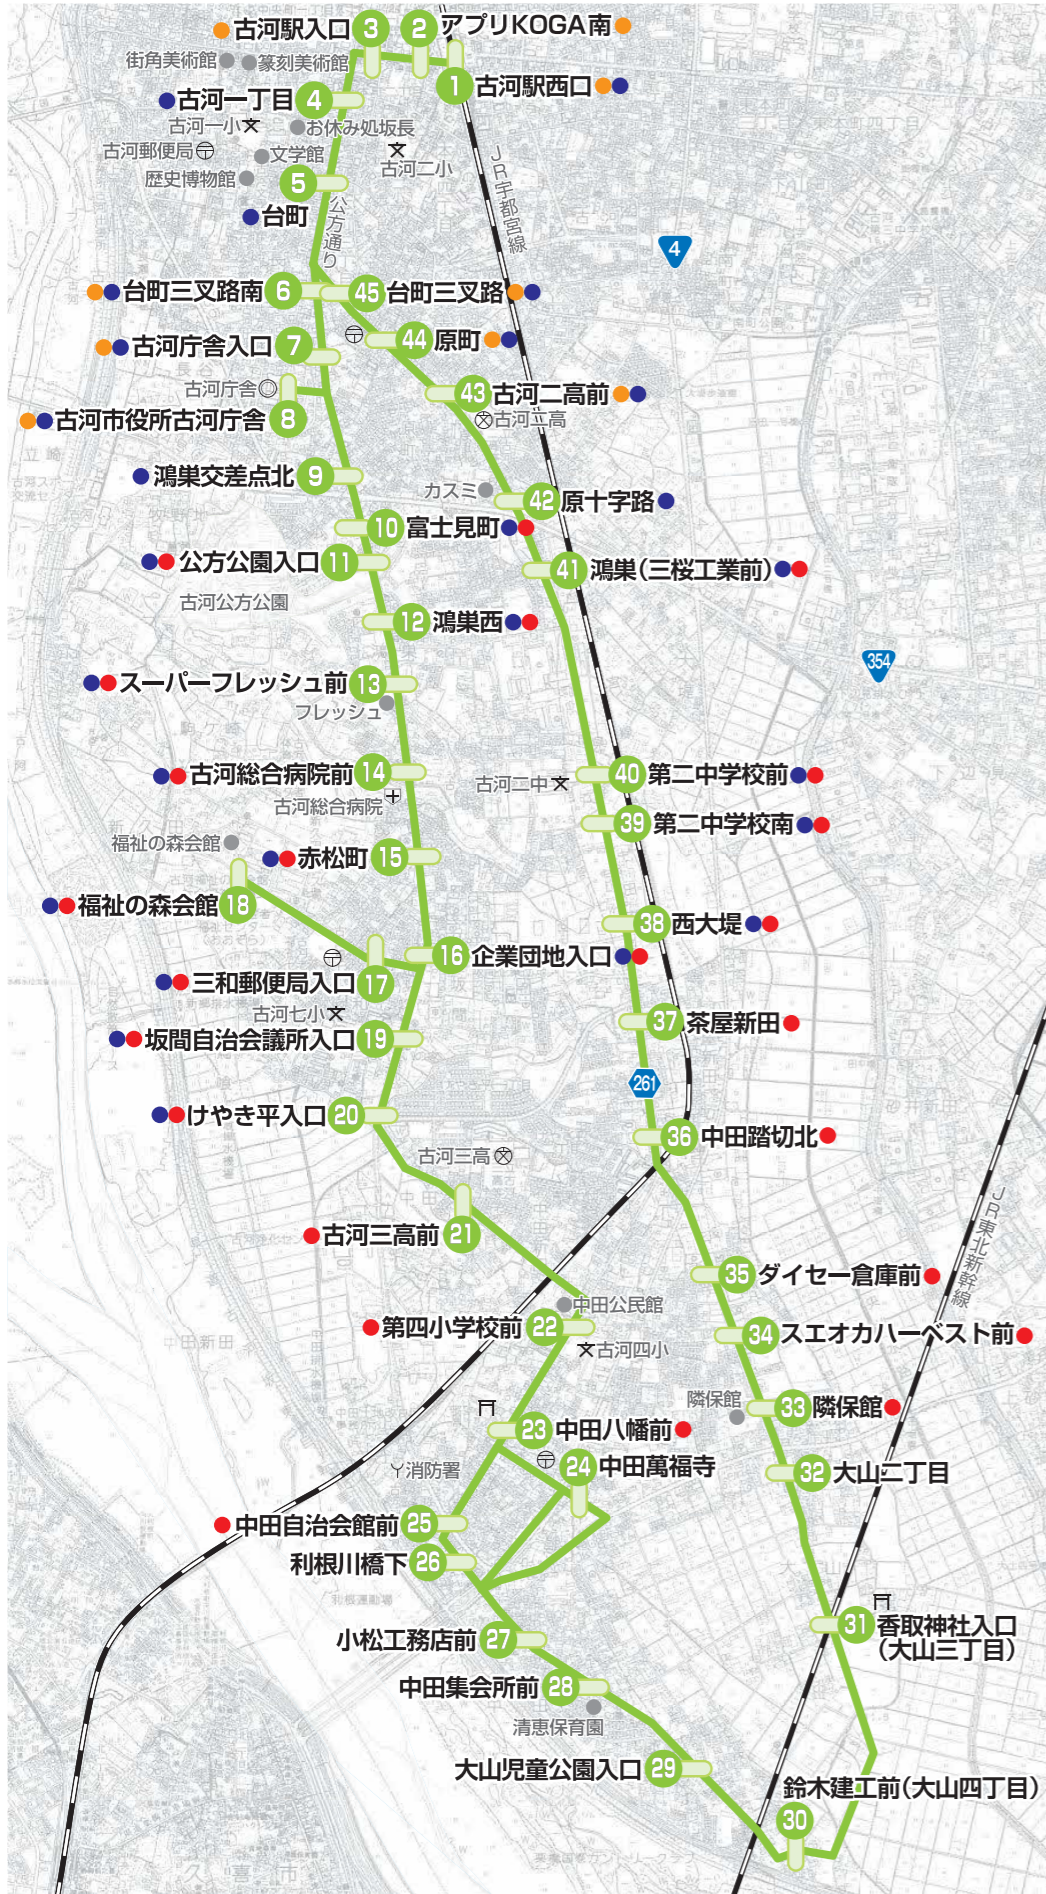 古河駅入口
3
2
アプリKOGA南
街角美術館
篆刻美術館
1
古河駅西口
古河一丁目
4
古河一小
お休み処坂長
古河郵便局
文学館
古河二小
歴史博物館
5
台町
公方通り
JR宇都宮線
4
台町三叉路南
6
45
台町三叉路
古河庁舎入口
7
44
原町
古河庁舎
43
古河二高前
古河市役所古河庁舎
8
古河二高
立崎
鴻巣交差点北
9
カスミ
42
原十字路
10
富士見町
公方公園入口
11
41
鴻巣(三桜工業前)
古河公方公園
12
鴻巣西
354
スーパーフレッシュ前
13
フレッシュ
古河総合病院前
14
古河総合病院
古河二中
40
第二中学校前
39
第二中学校南
福祉の森会館
赤松町
15
福祉の森会館
18
38
西大堤
16
企業団地入口
三和郵便局入口
17
古河七小
37
茶屋新田
坂間自治会議所入口
19
261
けやき平入口
20
36
中田踏切北
古河三高
古河三高前
21
JR東北新幹線
35
ダイセー倉庫前
中田公民館
第四小学校前
22
古河四小
34
スエオカハーベスト前
中田新田
隣保館
33
隣保館
23
中田八幡前
消防署
24
中田萬福寺
32
大山二丁目
中田自治会館前
25
利根川橋下
26
利根運動場
31
香取神社入口
(大山三丁目)
小松工務店前
27
中田集会所前
28
清恵保育園
大山児童公園入口
29
鈴木建工前(大山四丁目)
30
久喜市